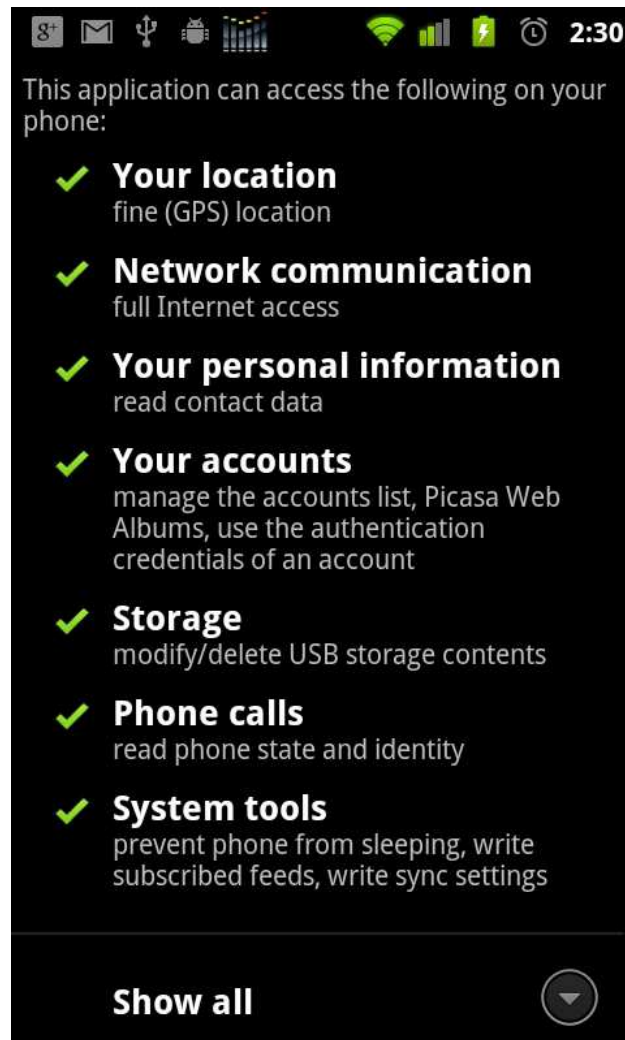 8+ 2:30
This application can access the following on your
phone:
Your location
fine (GPS) location
Network communication
full Internet access
Your personal information
read contact data
Your accounts
manage the accounts list, Picasa Web
Albums, use the authentication
credentials of an account
Storage
modify/delete USB storage contents
Phone calls
read phone state and identity
System tools
prevent phone from sleeping, write
subscribed feeds, write sync settings
Show all